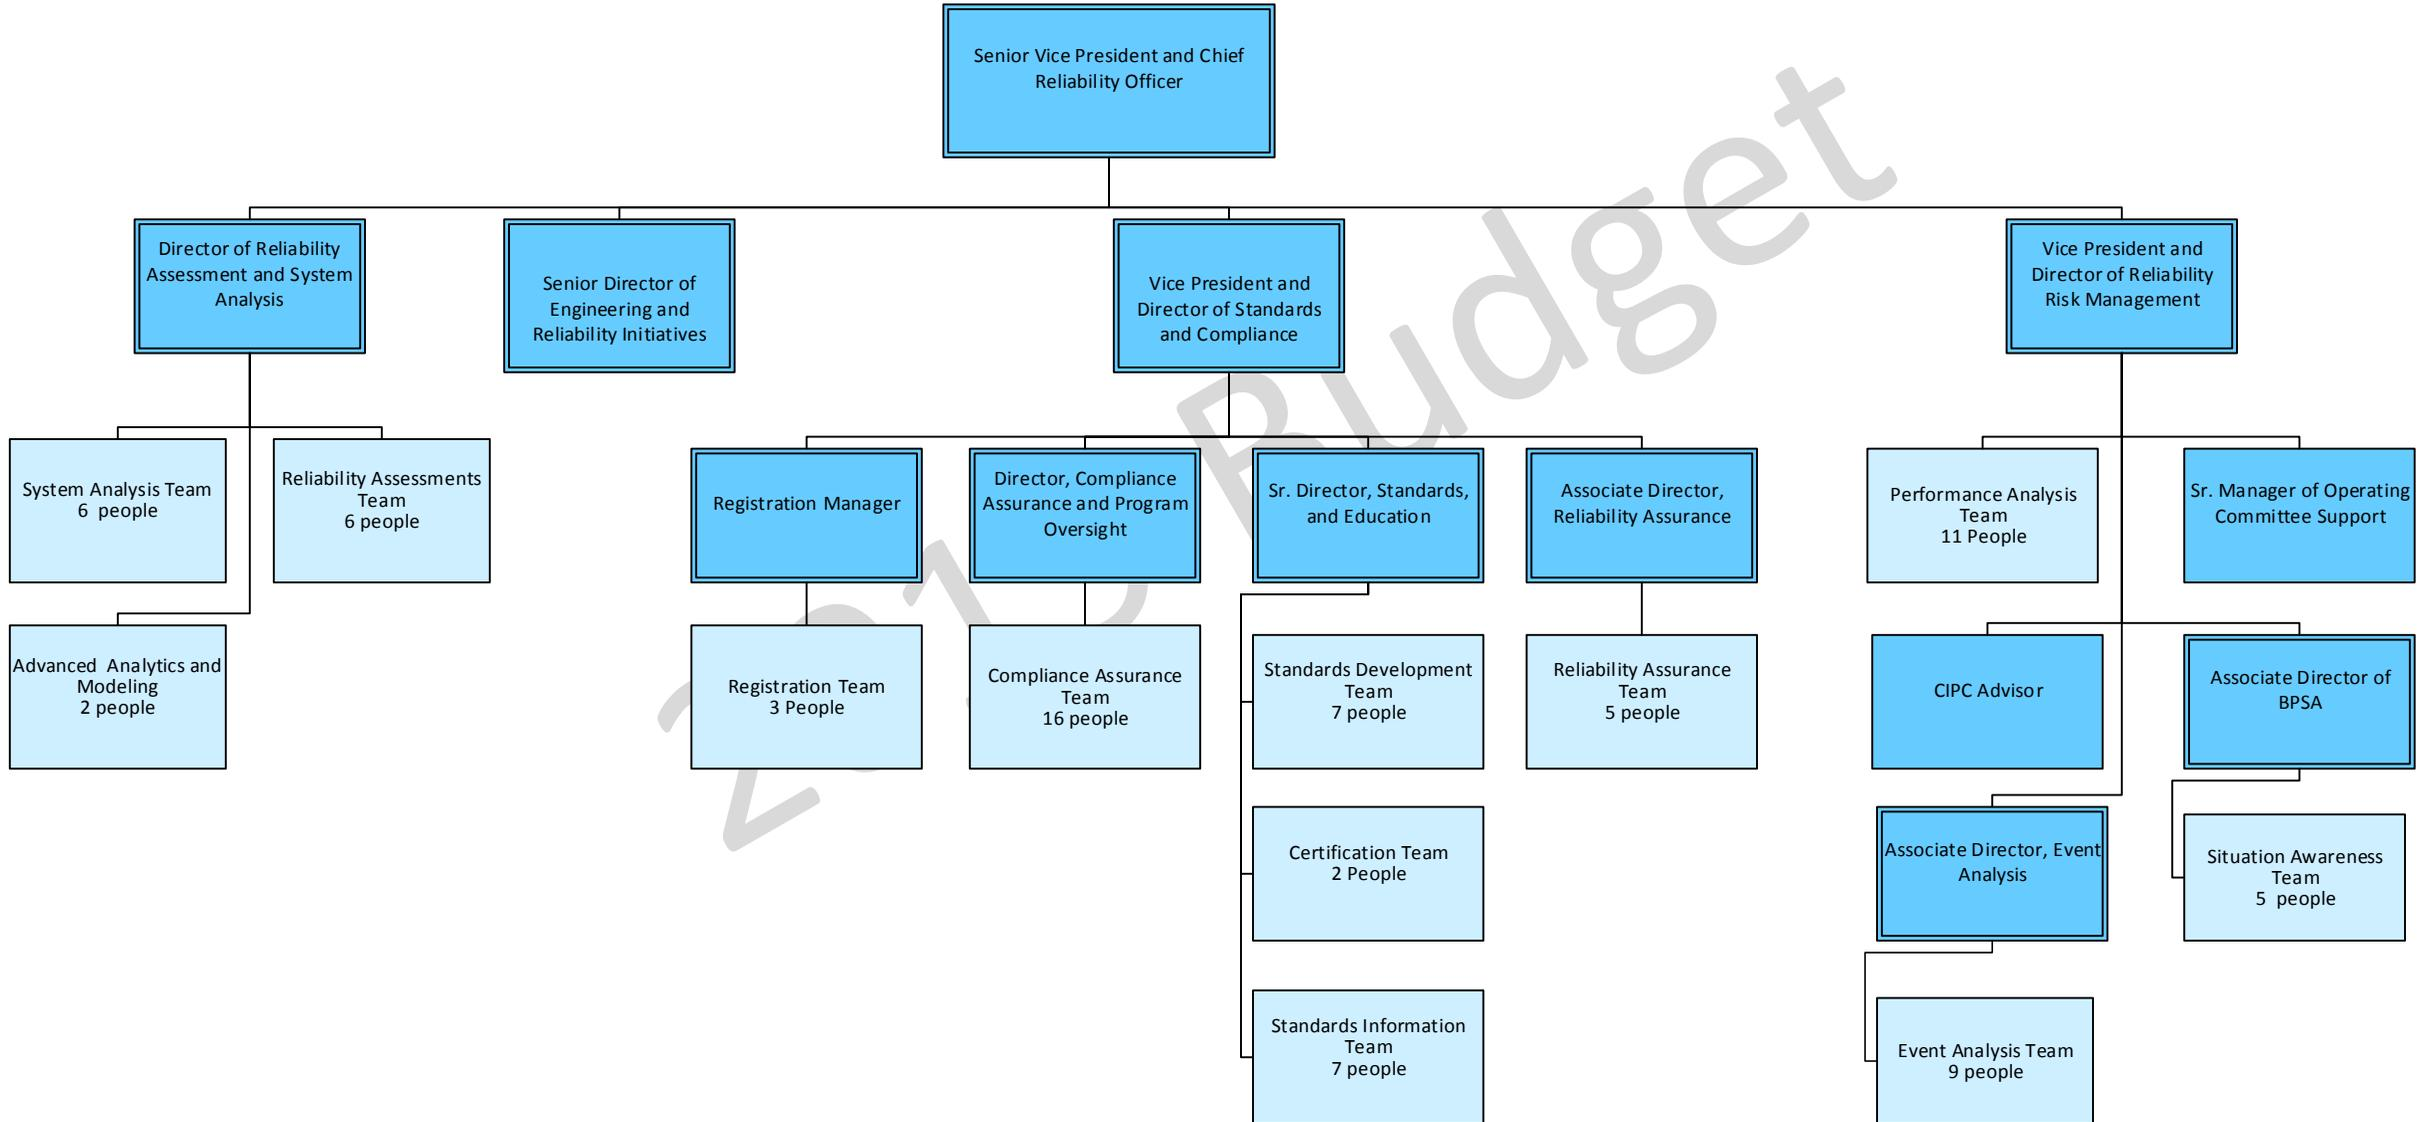 Senior Vice President and Chief
Reliability Officer
Director of Reliability
Assessment and System
Analysis
Senior Director of
Engineering and
Reliability Initiatives
Vice President and
Director of Standards
and Compliance
Vice President and
Director of Reliability
Risk Management
System Analysis Team
6 people
Reliability Assessments
Team
6 people
Registration Manager
Director, Compliance
Assurance and Program
Oversight
Sr. Director, Standards,
and Education
Associate Director,
Reliability Assurance
Performance Analysis
Team
11 People
Sr. Manager of Operating
Committee Support
Advanced Analytics and
Modeling
2 people
Registration Team
3 People
Compliance Assurance
Team
16 people
Standards Development
Team
7 people
Reliability Assurance
Team
5 people
CIPC Advisor
Associate Director of
BPSA
Certification Team
2 People
Associate Director, Event
Analysis
Situation Awareness
Team
5 people
Standards Information
Team
7 people
Event Analysis Team
9 people
Budget